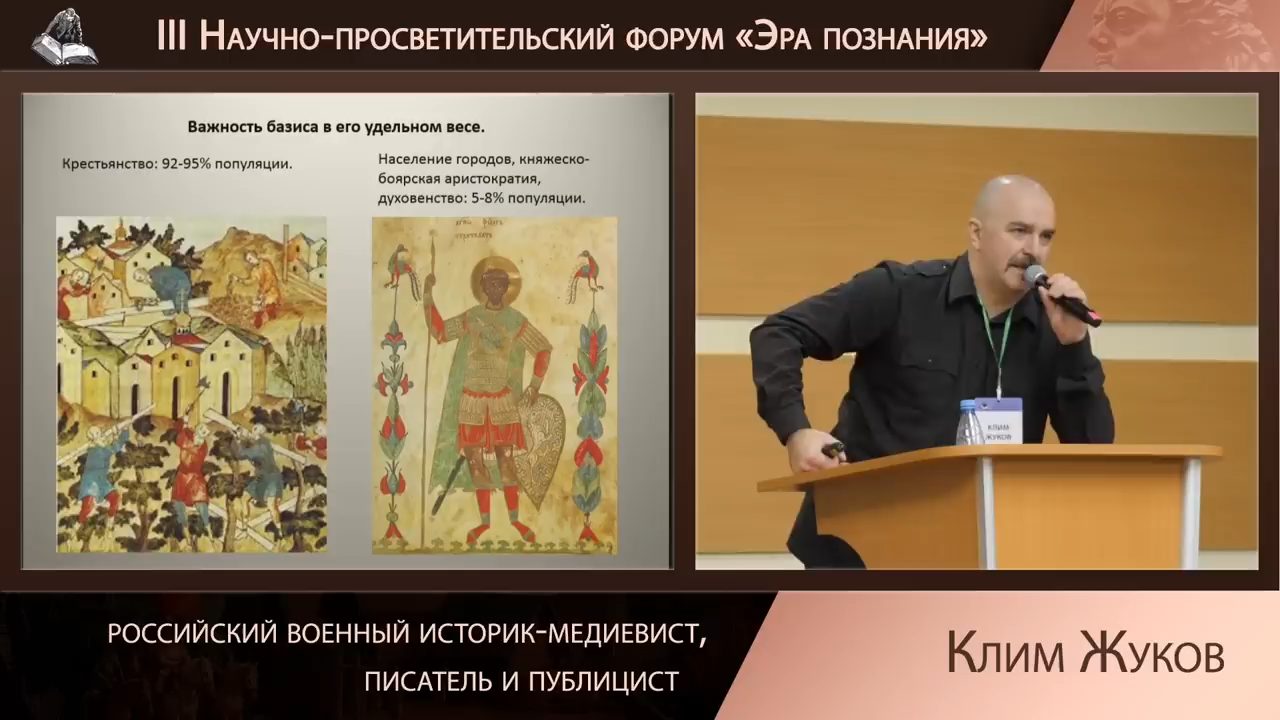 III Научно-просветительский форум «Эра познания»
Важность базиса в его удельном весе.
Крестьянство: 92-95% популяции.
Население городов, княжеско-
боярская аристократия,
духовенство: 5-8% популяции.
КЛИМ
ЖУКОВ
российский военный историк-медиевист,
писатель и публицист
Клим Жуков